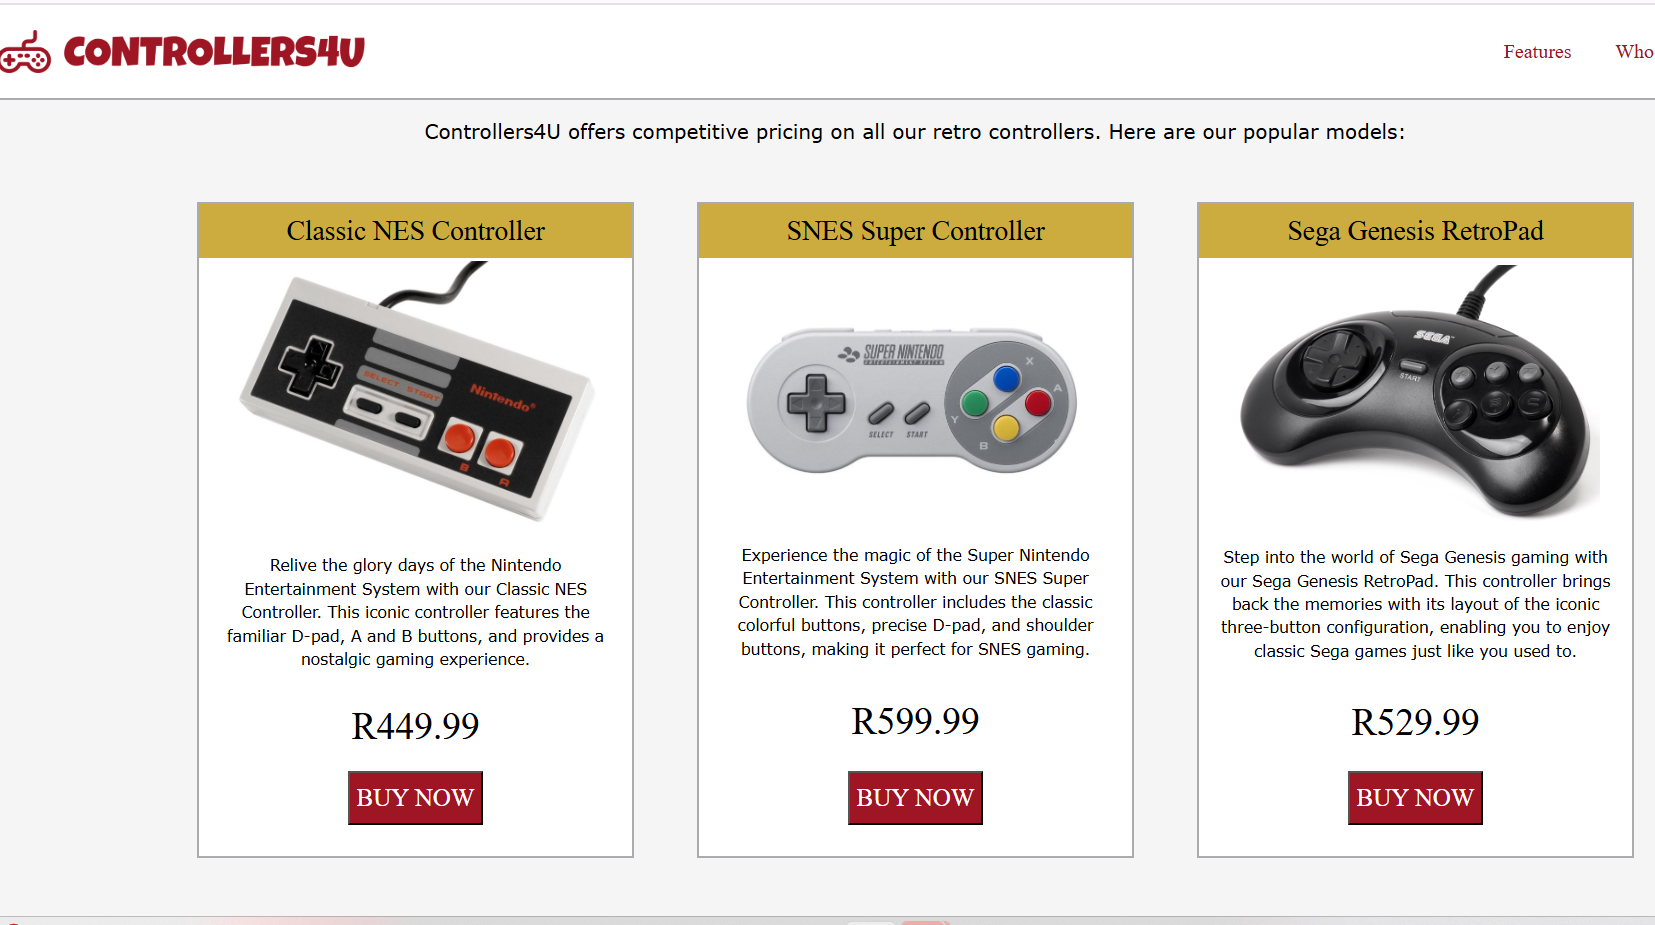 CONTROLLERS4U
Features
Who
Controllers4U offers competitive pricing on all our retro controllers. Here are our popular models:
Classic NES Controller
SELECT START
Nintendo®
B
A
Relive the glory days of the Nintendo
Entertainment System with our Classic NES
Controller. This iconic controller features the
familiar D-pad, A and B buttons, and provides a
nostalgic gaming experience.
R449.99
BUY NOW
SNES Super Controller
SUPER NINTENDO
ENTERTAINMENT SYSTEM
X
A
Y
B
SELECT START
Experience the magic of the Super Nintendo
Entertainment System with our SNES Super
Controller. This controller includes the classic
colorful buttons, precise D-pad, and shoulder
buttons, making it perfect for SNES gaming.
R599.99
BUY NOW
Sega Genesis RetroPad
SEGA
START
Step into the world of Sega Genesis gaming with
our Sega Genesis RetroPad. This controller brings
back the memories with its layout of the iconic
three-button configuration, enabling you to enjoy
classic Sega games just like you used to.
R529.99
BUY NOW